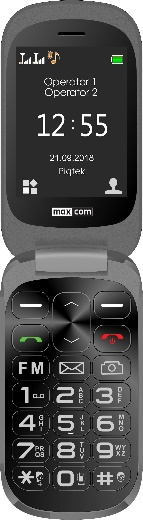 Operator 1
Operator 2
12:55
21.09.2018
Piątek
maxcom
FM
1
2 ABC
3 DEF
4 GHI
5 JKL
6 MNO
7 PQRS
8 TUV
9 WXYZ
*
0
#